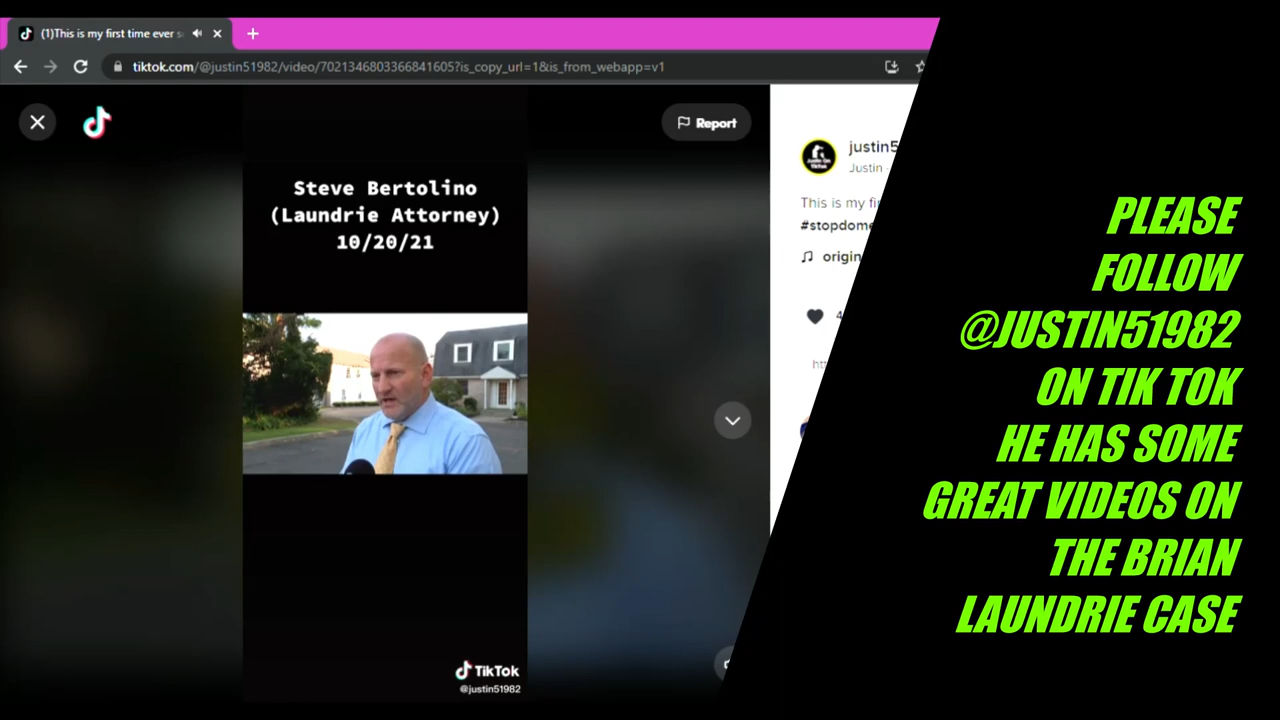 (1)This is my first time ever s
tiktok.com/@justin51982/video/7021346803366841605?is_copy_url=1&is_from_webapp=v1
Report
Steve Bertolino
(Laundrie Attorney)
10/20/21
TikTok
@justin51982
justin5
Justin
This is my fi
#stopdome
origin
4
PLEASE
FOLLOW
@JUSTIN51982
ON TIK TOK
HE HAS SOME
GREAT VIDEOS ON
THE BRIAN
LAUNDRIE CASE